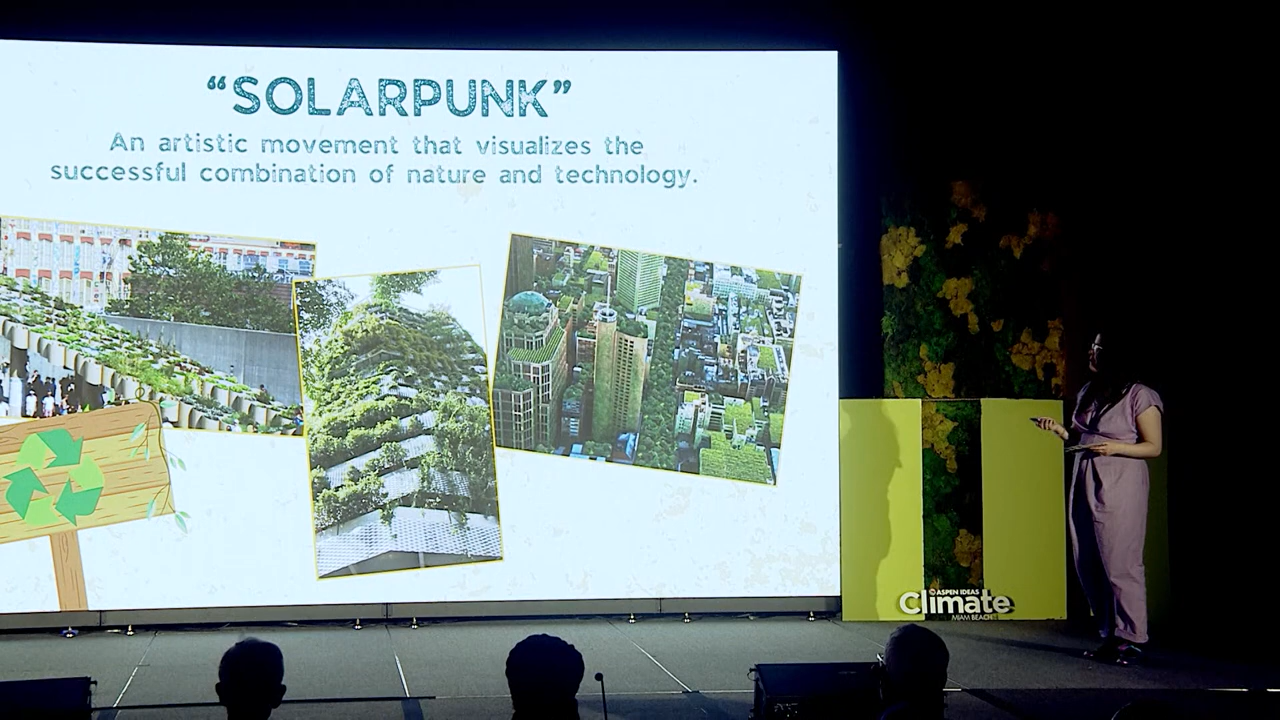 “SOLARPUNK”
An artistic movement that visualizes the
successful combination of nature and technology.
ASPEN IDEAS
Climate
MIAMI BEACH